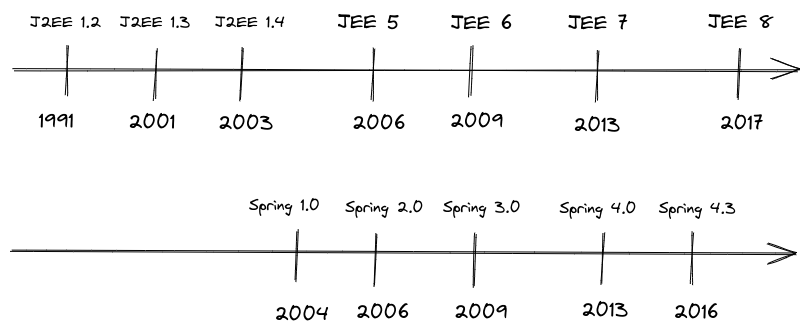 J2EE 1.2 J2EE 1.3 J2EE 1.4 JEE 5 JEE 6 JEE 7 JEE 8
1991 2001 2003 2006 2009 2013 2017
Spring 1.0 Spring 2.0 Spring 3.0 Spring 4.0 Spring 4.3
2004 2006 2009 2013 2016